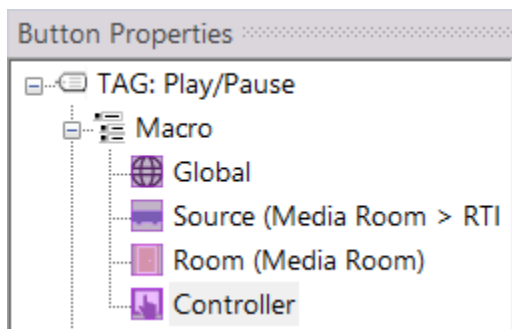 Button Properties
TAG: Play/Pause
Macro
Global
Source (Media Room > RTI
Room (Media Room)
Controller